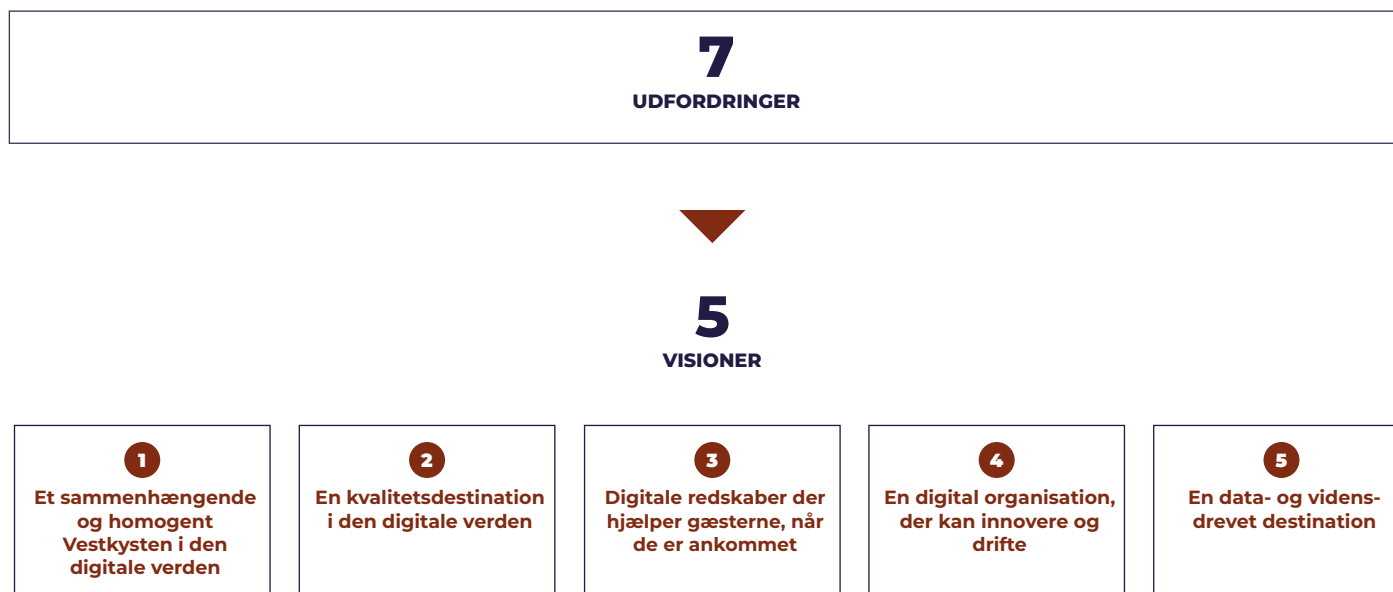 7
UDFORDRINGER
5
VISIONER
1
Et sammenhængende
og homogent
Vestkysten i den
digitale verden
2
En kvalitetsdestination
i den digitale verden
3
Digitale redskaber der
hjælper gæsterne, når
de er ankommet
4
En digital organisation,
der kan innovere og
drifte
5
En data- og videns-
drevet destination